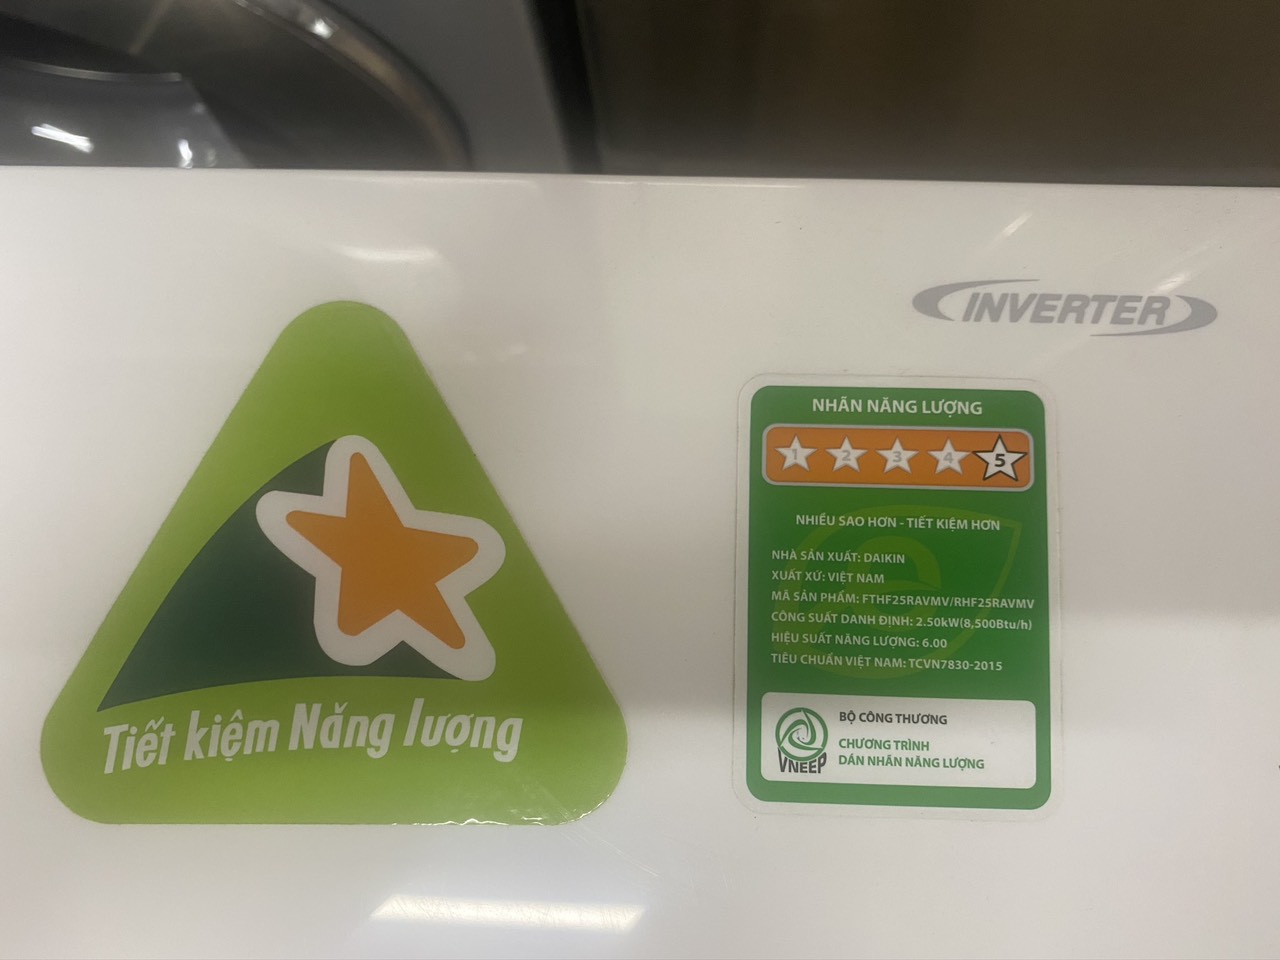 INVERTER
Tiết kiệm Năng lượng
NHÃN NĂNG LƯỢNG
1 2 3 4 5
NHIỀU SAO HƠN - TIẾT KIỆM HƠN
NHÀ SẢN XUẤT: DAIKIN
XUẤT XỨ: VIỆT NAM
MÃ SẢN PHẨM: FTHF25RAVMV/RHF25RAVMV
CÔNG SUẤT DANH ĐỊNH: 2.50kW(8,500Btu/h)
HIỆU SUẤT NĂNG LƯỢNG: 6.00
TIÊU CHUẨN VIỆT NAM: TCVN7830-2015
VNEEP
BỘ CÔNG THƯƠNG
CHƯƠNG TRÌNH
DÁN NHÃN NĂNG LƯỢNG